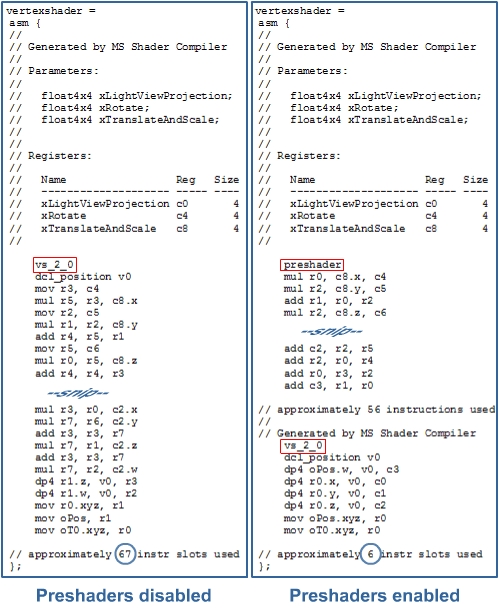 vertexshader =
asm {
//
// Generated by MS Shader Compiler
//
// Parameters:
//
//   float4x4 xLightViewProjection;
//   float4x4 xRotate;
//   float4x4 xTranslateAndScale;
//
//
// Registers:
//
//   Name                 Reg   Size
//   -------------------- ----- ----
//   xLightViewProjection c0       4
//   xRotate              c4       4
//   xTranslateAndScale   c8       4
//
vs_2_0
dcl_position v0
mov r3, c4
mul r5, r3, c8.x
mov r2, c5
mul r1, r2, c8.y
add r4, r5, r1
mov r5, c6
mul r0, r5, c8.z
add r4, r4, r3
--snip--
mul r3, r0, c2.x
mul r7, r6, c2.y
add r3, r3, r7
mul r7, r1, c2.z
add r3, r3, r7
mul r7, r2, c2.w
dp4 r1.z, v0, r3
dp4 r1.w, v0, r2
mov r0.xyz, r1
mov oPos, r1
mov oT0.xyz, r0
// approximately 67 instr slots used
};
Preshaders disabled
vertexshader =
asm {
//
// Generated by MS Shader Compiler
//
// Parameters:
//
//   float4x4 xLightViewProjection;
//   float4x4 xRotate;
//   float4x4 xTranslateAndScale;
//
//
// Registers:
//
//   Name                 Reg   Size
//   -------------------- ----- ----
//   xLightViewProjection c0       4
//   xRotate              c4       4
//   xTranslateAndScale   c8       4
//
preshader
mul r0, c8.x, c4
mul r2, c8.y, c5
add r1, r0, r2
mul r2, c8.z, c6
--snip--
add c2, r2, r5
add r2, r4, r2
add r0, r3, r2
add c3, r1, r0
// approximately 56 instructions used
//
// Generated by MS Shader Compiler
vs_2_0
dcl_position v0
dp4 oPos.w, v0, c3
dp4 r0.x, v0, c0
dp4 r0.y, v0, c1
dp4 r0.z, v0, c2
mov oPos.xyz, r0
mov oT0.xyz, r0
// approximately 6 instr slots used
};
Preshaders enabled